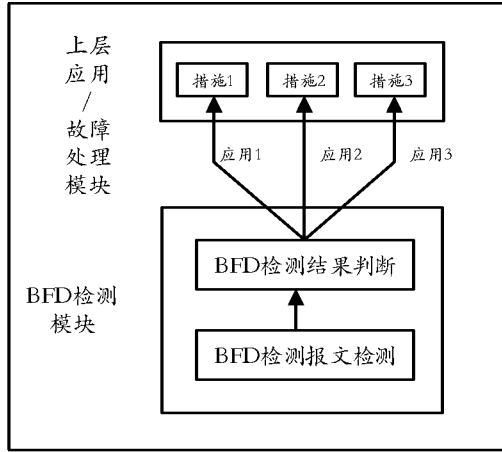 上层
应用
/
故障
处理
模块
措施1
措施2
措施3
应用1
应用2
应用3
BFD检测
模块
BFD检测结果判断
BFD检测报文检测